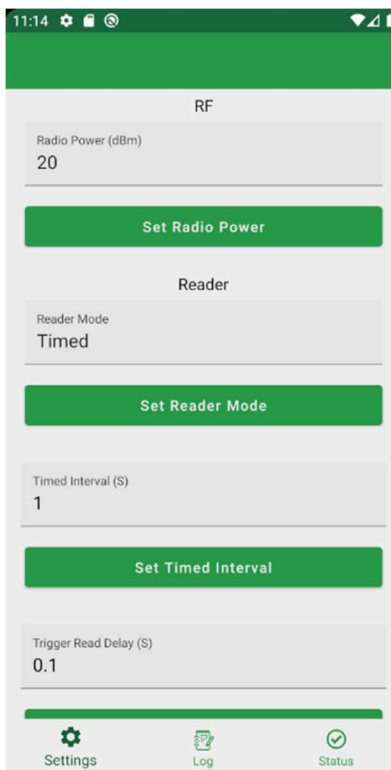 11:14
RF
Radio Power (dBm)
20
Set Radio Power
Reader
Reader Mode
Timed
Set Reader Mode
Timed Interval (S)
1
Set Timed Interval
Trigger Read Delay (S)
0.1
Settings
Log
Status